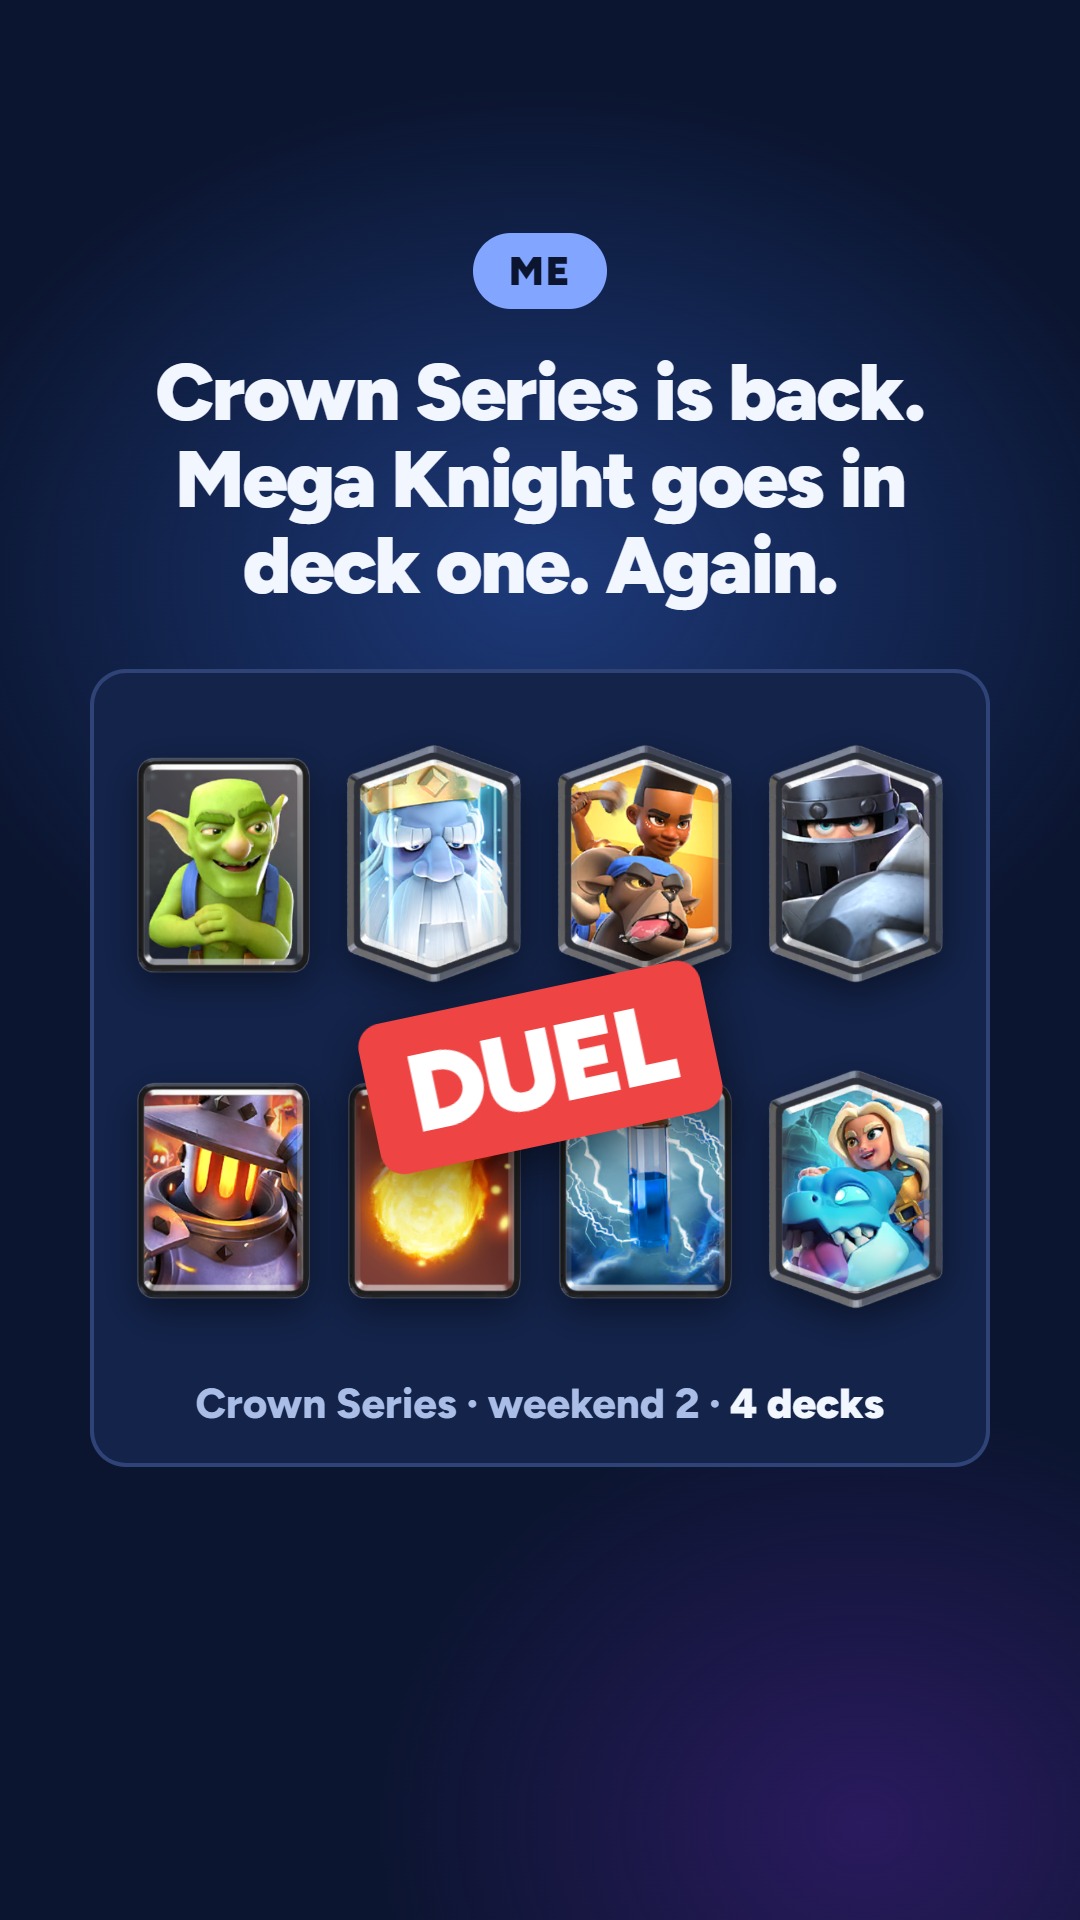 ME
Crown Series is back.
Mega Knight goes in
deck one. Again.
DUEL
Crown Series · weekend 2 · 4 decks